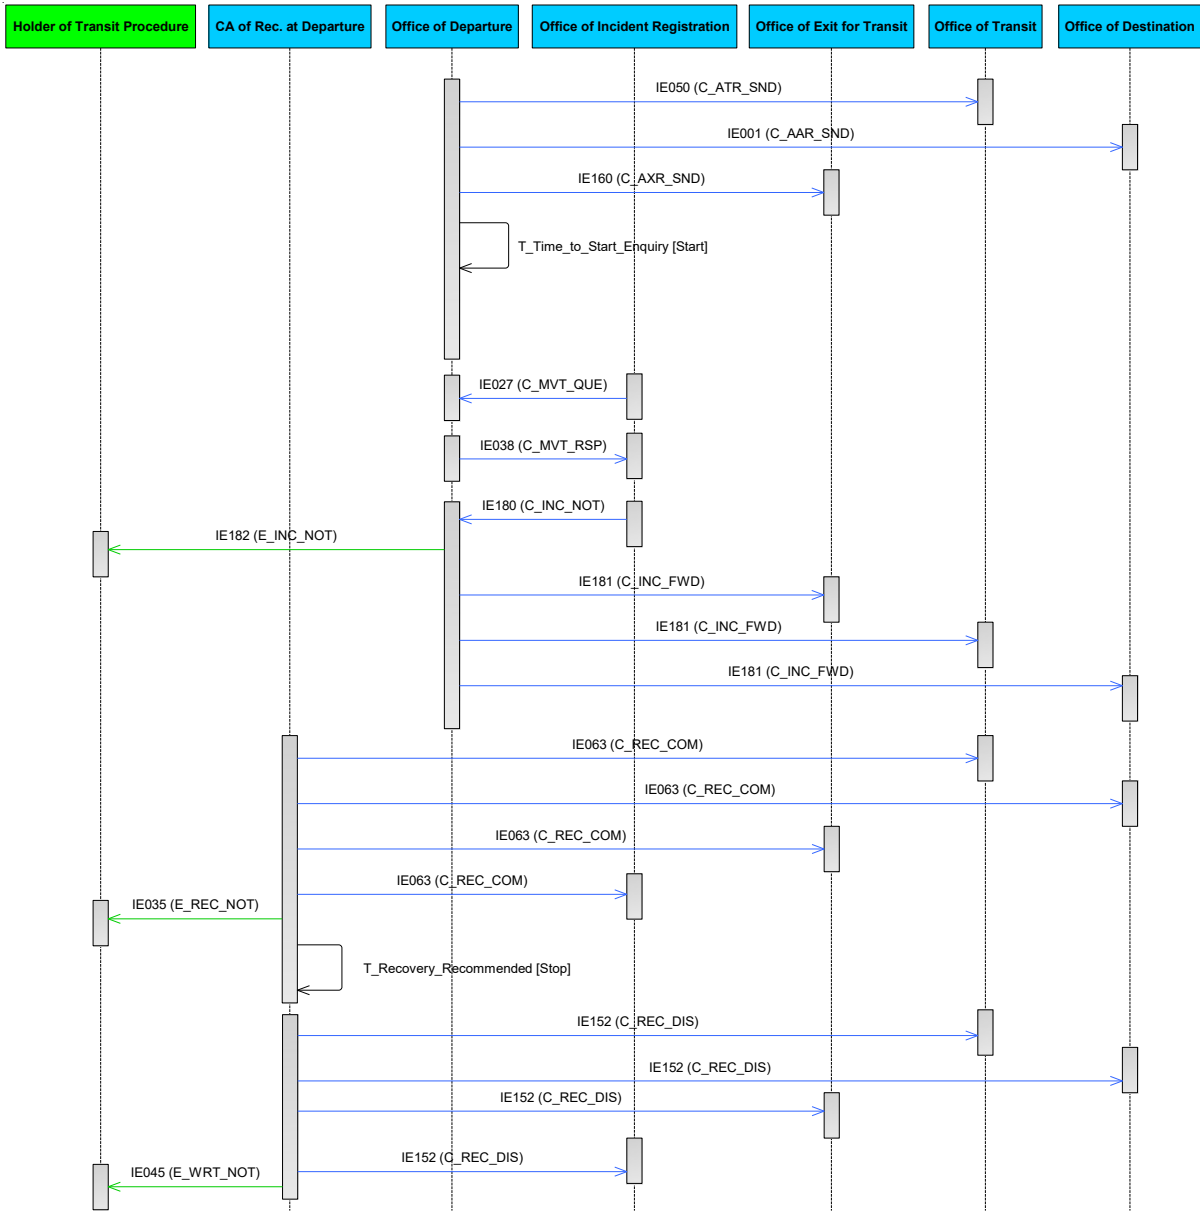 Holder of Transit Procedure
CA of Rec. at Departure
Office of Departure
Office of Incident Registration
Office of Exit for Transit
Office of Transit
Office of Destination
IE050 (C_ATR_SND)
IE001 (C_AAR_SND)
IE160 (C_AXR_SND)
T_Time_to_Start_Enquiry [Start]
IE027 (C_MVT_QUE)
IE038 (C_MVT_RSP)
IE180 (C_INC_NOT)
IE182 (E_INC_NOT)
IE181 (C_INC_FWD)
IE181 (C_INC_FWD)
IE181 (C_INC_FWD)
IE063 (C_REC_COM)
IE063 (C_REC_COM)
IE063 (C_REC_COM)
IE063 (C_REC_COM)
IE035 (E_REC_NOT)
T_Recovery_Recommended [Stop]
IE152 (C_REC_DIS)
IE152 (C_REC_DIS)
IE152 (C_REC_DIS)
IE152 (C_REC_DIS)
IE045 (E_WRT_NOT)